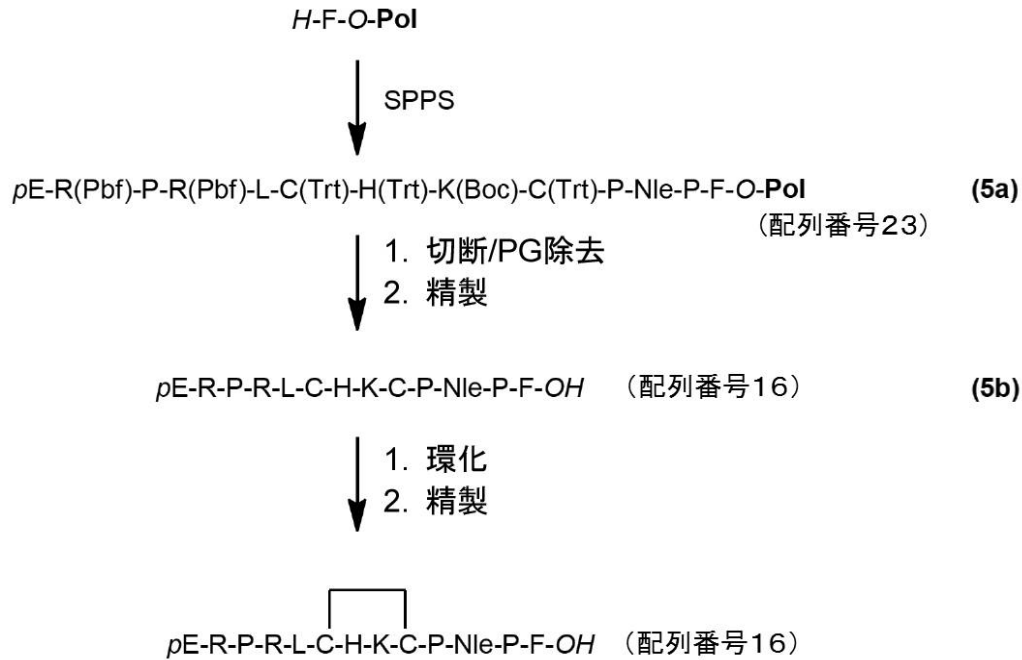 H-F-O-Pol
SPPS
pE-R(Pbf)-P-R(Pbf)-L-C(Trt)-H(Trt)-K(Boc)-C(Trt)-P-Nle-P-F-O-Pol (5a)
（配列番号２３）
1. 切断/PG除去
2. 精製
pE-R-P-R-L-C-H-K-C-P-Nle-P-F-OH （配列番号１６） (5b)
1. 環化
2. 精製
pE-R-P-R-L-C-H-K-C-P-Nle-P-F-OH （配列番号１６）